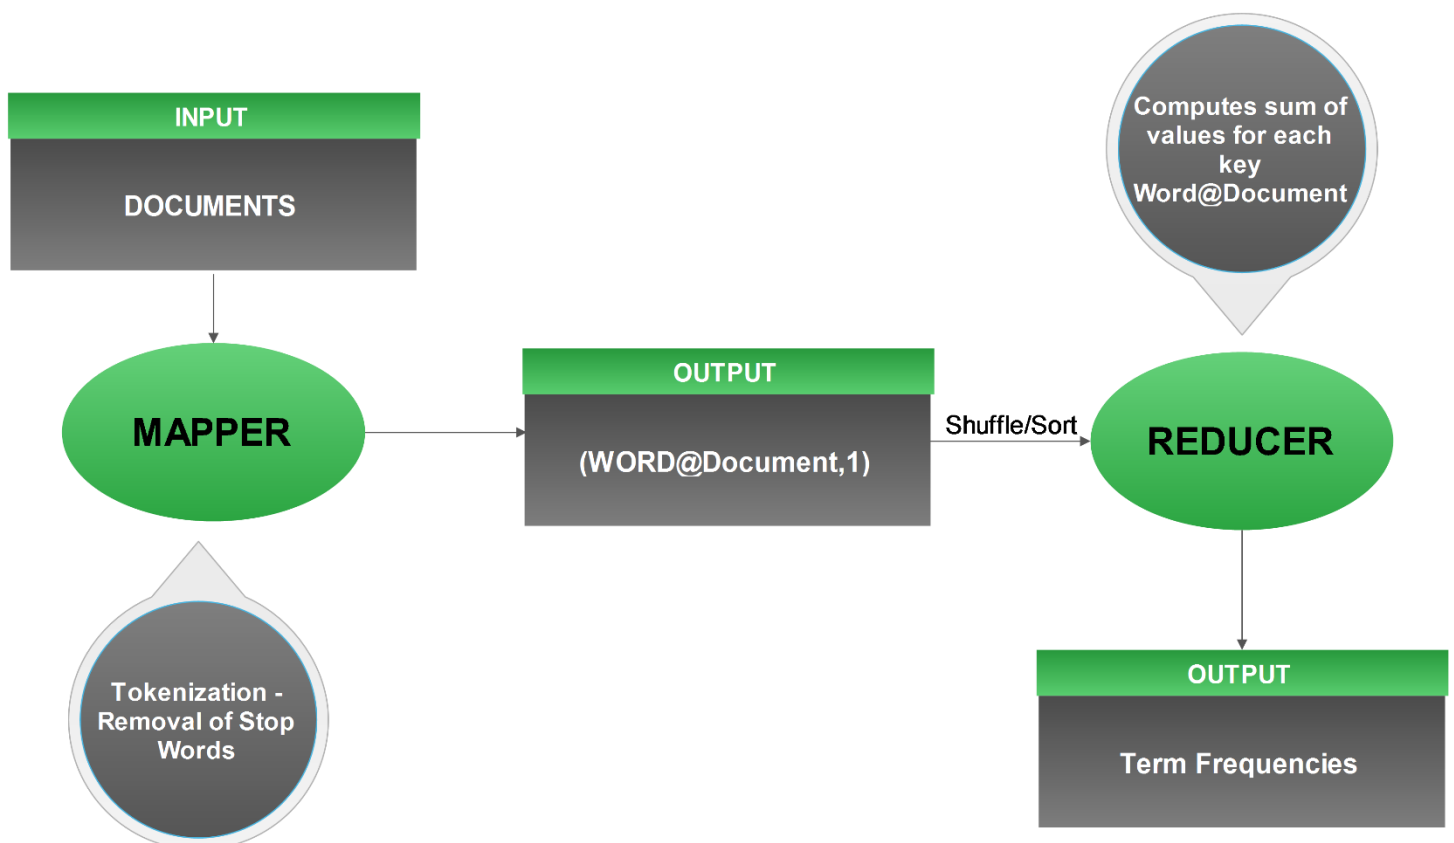 INPUT
DOCUMENTS
MAPPER
Tokenization -
Removal of Stop
Words
OUTPUT
(WORD@Document,1)
Shuffle/Sort
Computes sum of
values for each
key
Word@Document
REDUCER
OUTPUT
Term Frequencies